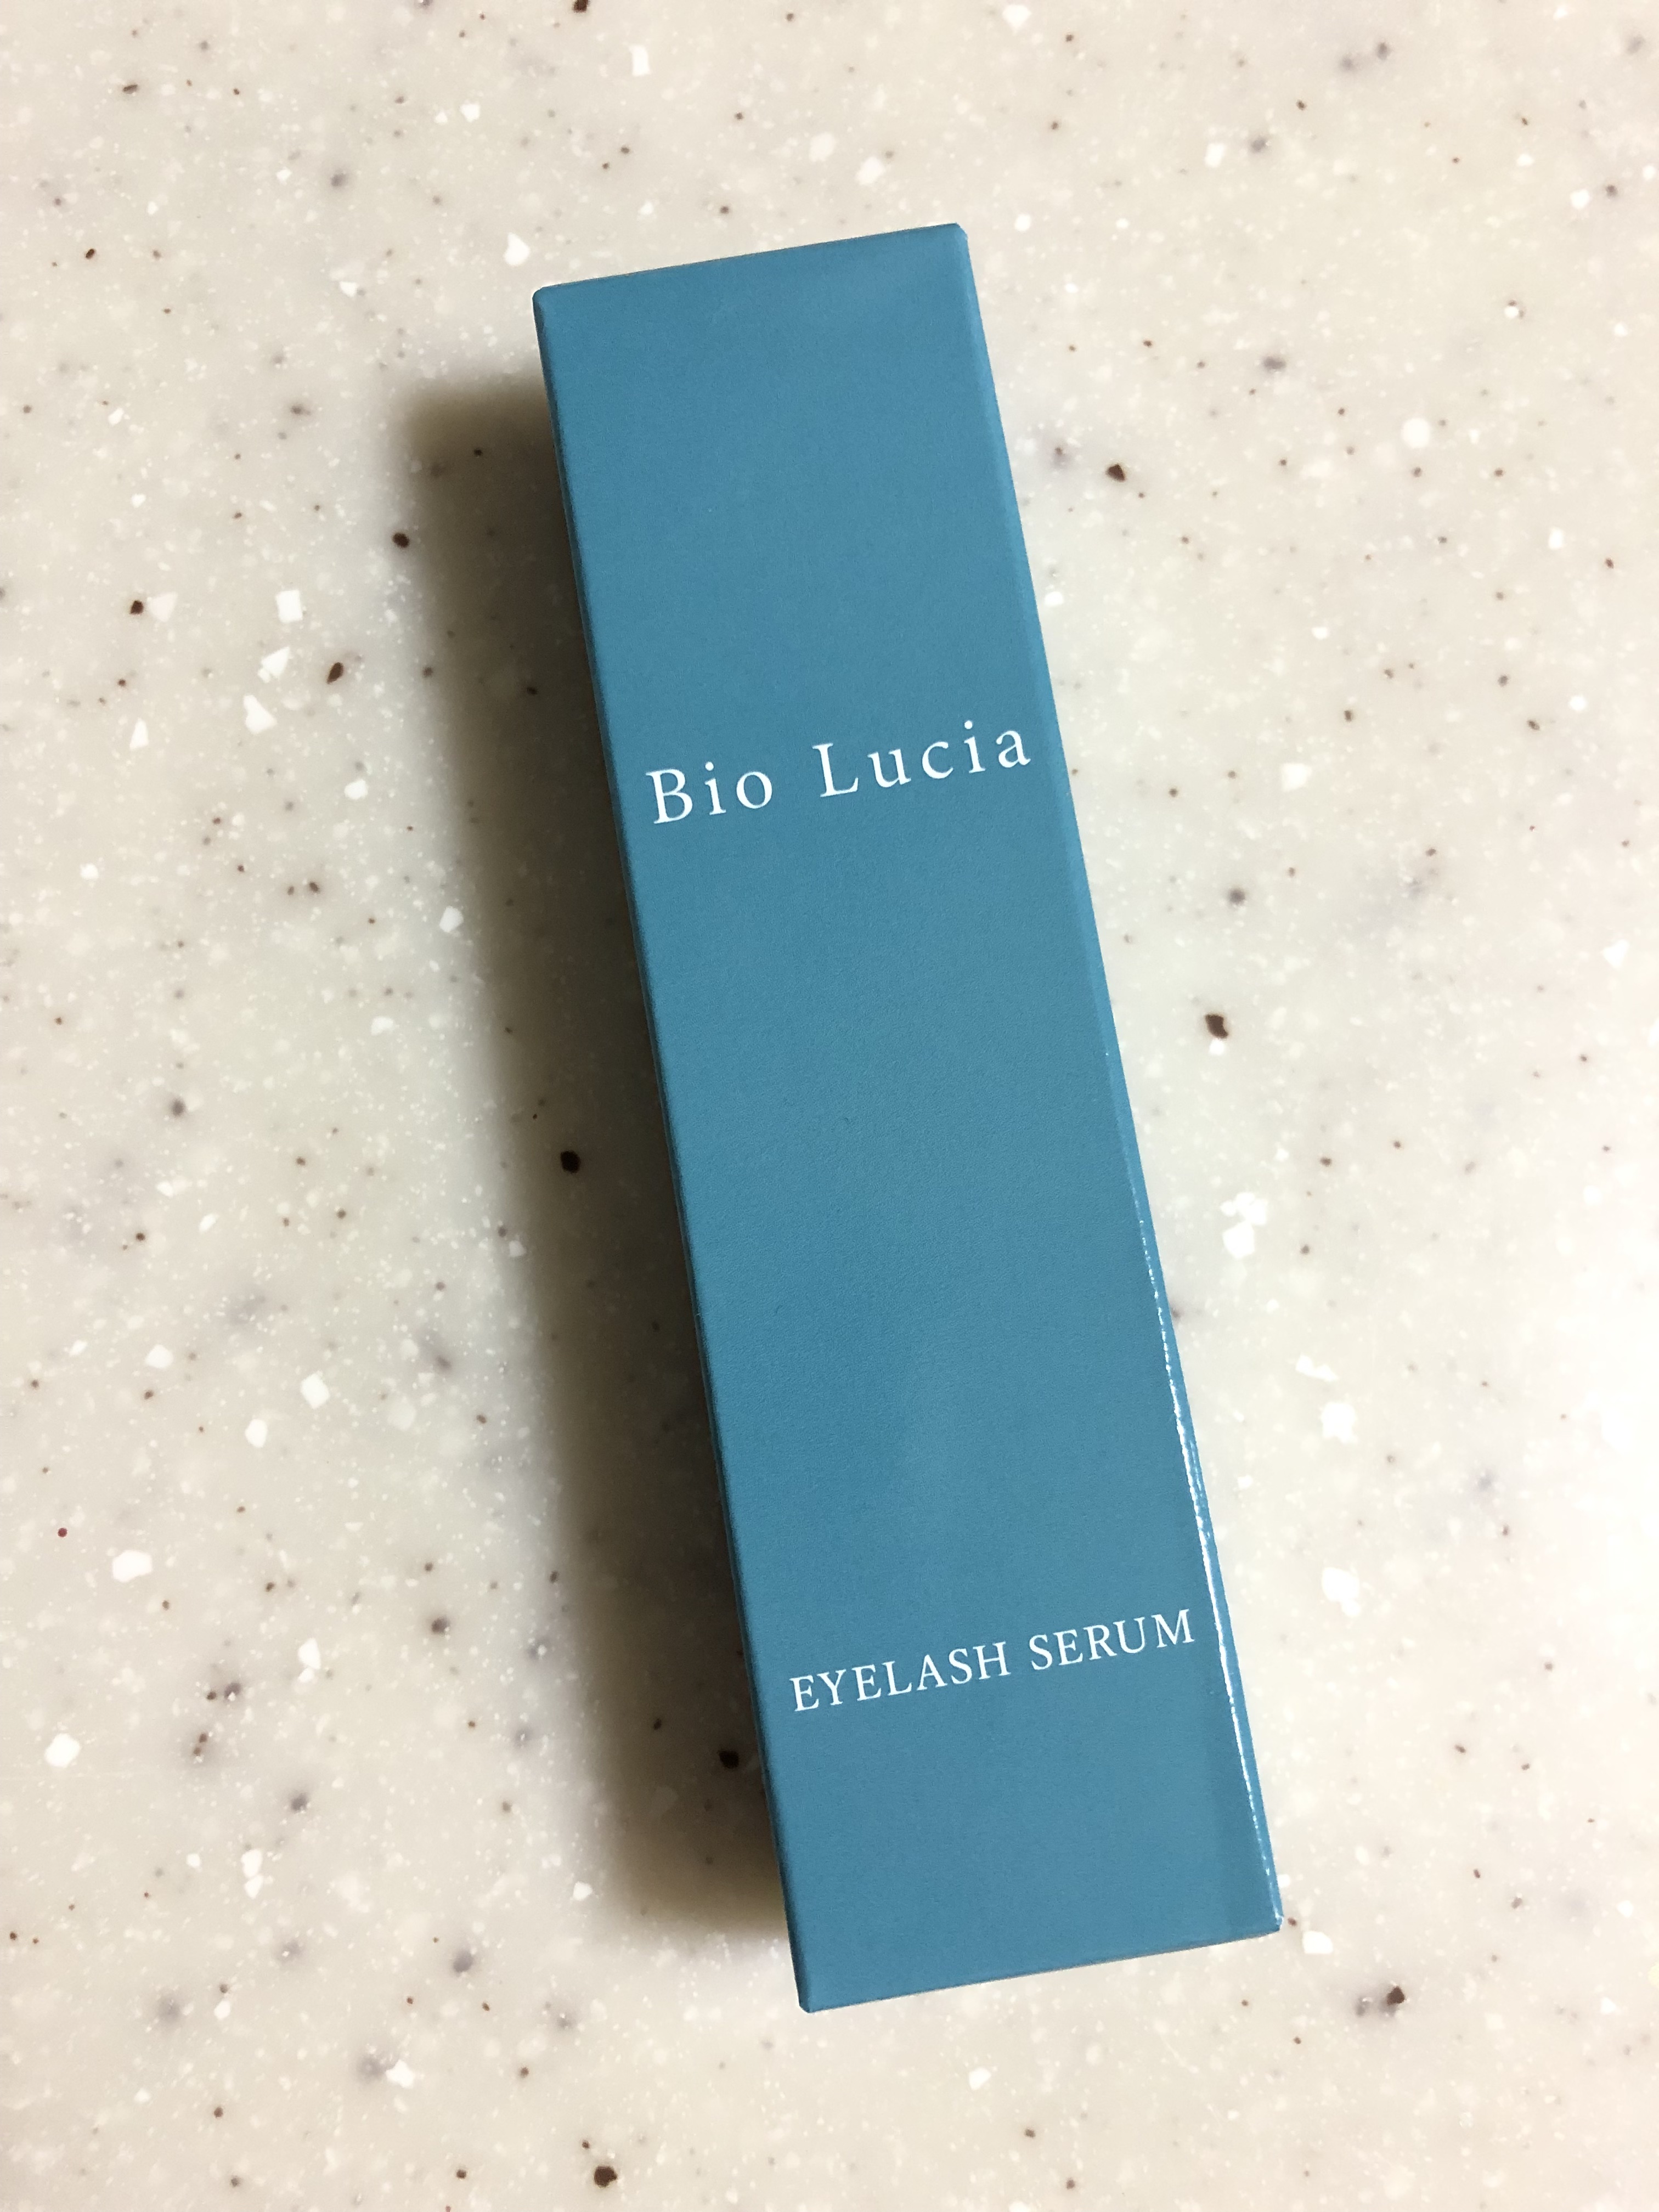 Bio Lucia
EYELASH SERUM